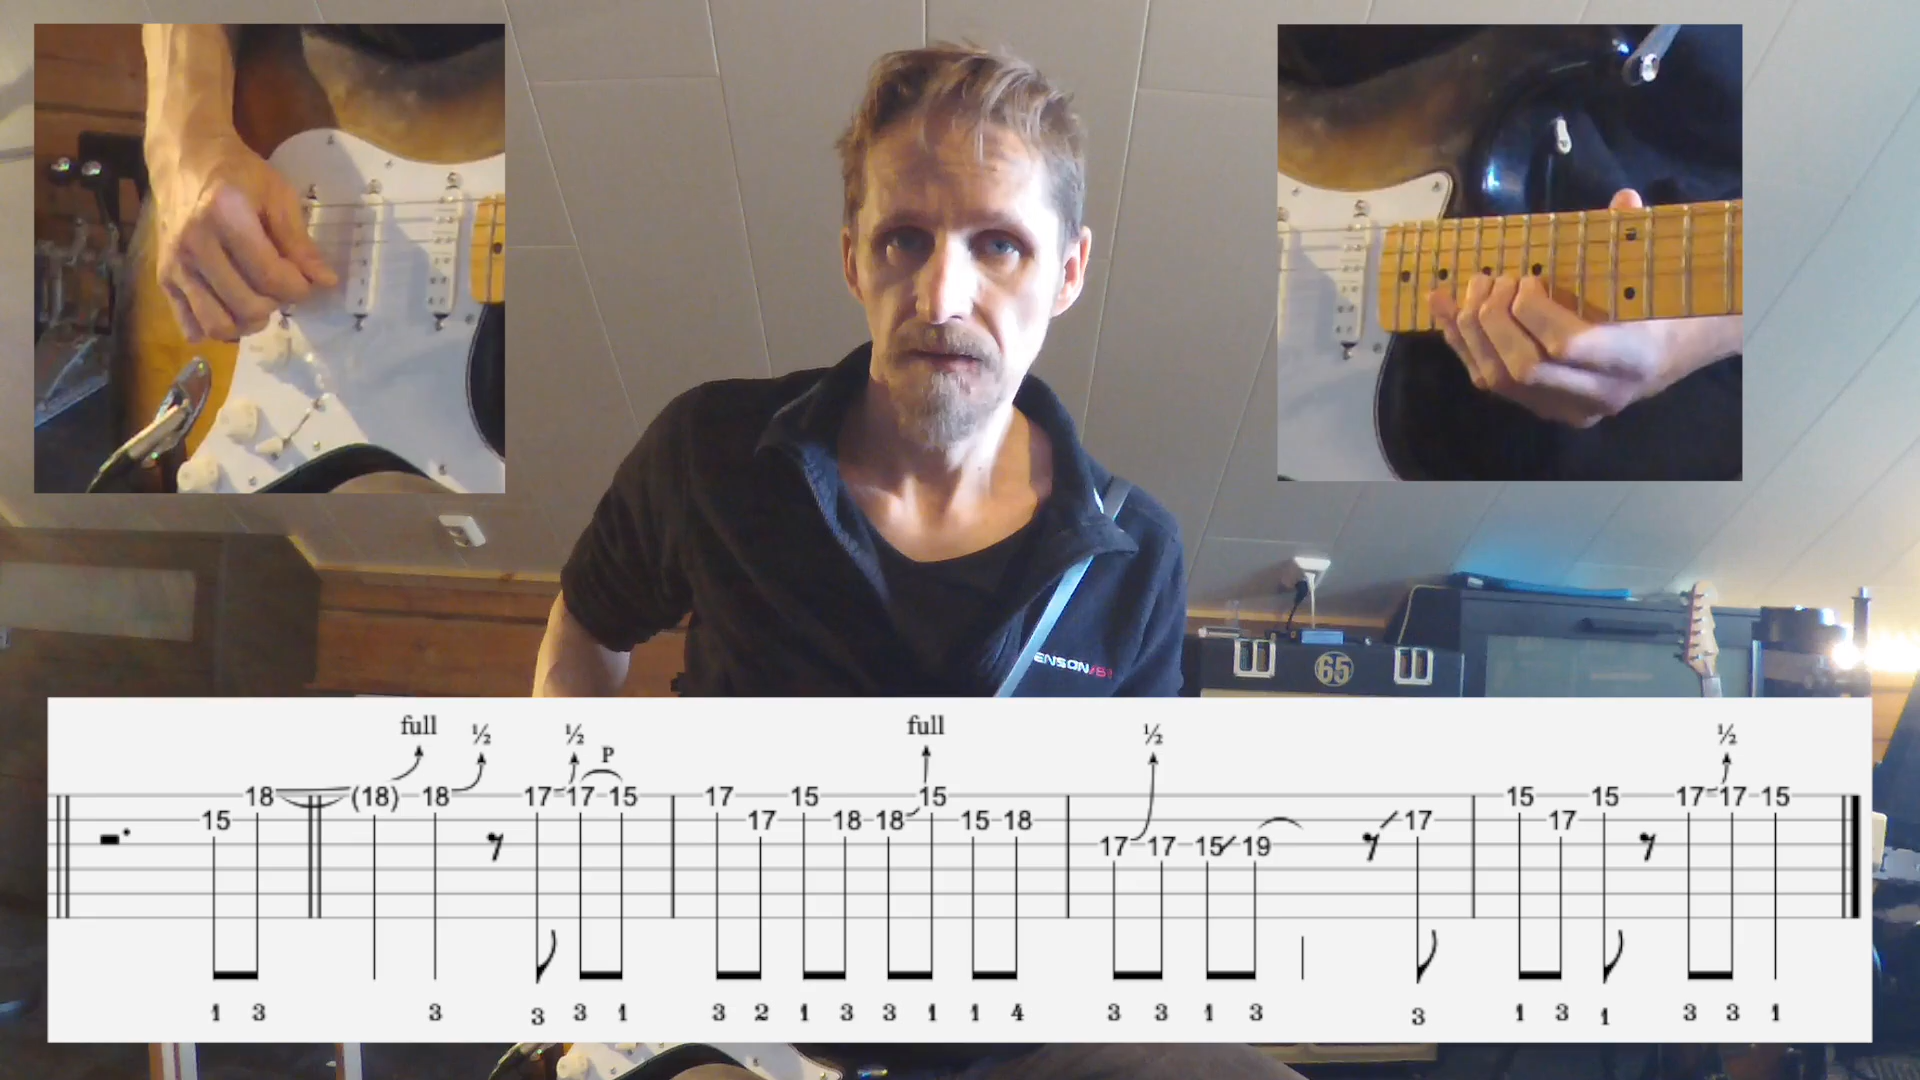 ENSON/81
65
full ½ ½ P full ½ ½
18 (18) 18 17 17 15 17 15 15 15 15 17 17 15
15 17 18 18 15 18 17 17
17 17 15 19
1 3 3 3 3 1 3 2 1 3 3 1 1 4 3 3 1 3 3 1 3 1 3 3 1